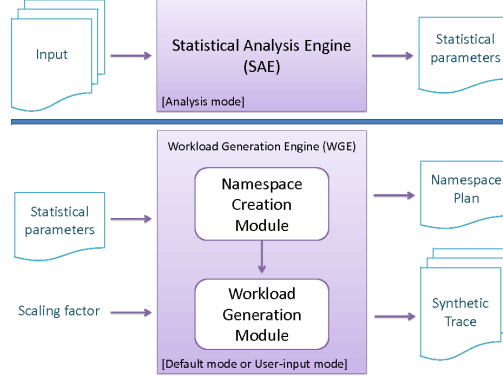 Input
Statistical Analysis Engine
(SAE)
[Analysis mode]
Statistical
parameters
Workload Generation Engine (WGE)
Statistical
parameters
Scaling factor
Namespace
Creation
Module
Workload
Generation
Module
[Default mode or User-input mode]
Namespace
Plan
Synthetic
Trace